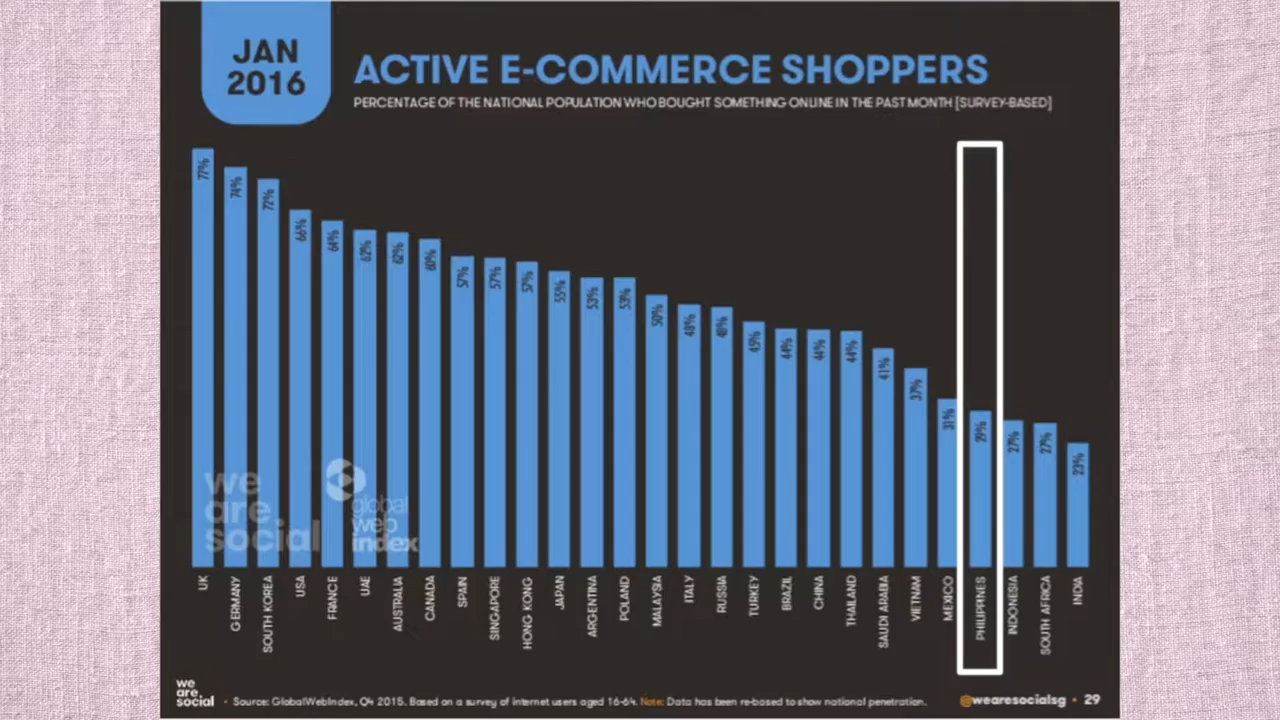 JAN
2016
ACTIVE E-COMMERCE SHOPPERS
PERCENTAGE OF THE NATIONAL POPULATION WHO BOUGHT SOMETHING ONLINE IN THE PAST MONTH [SURVEY-BASED]
77%
74%
72%
66%
64%
62%
62%
60%
57%
57%
57%
55%
53%
53%
50%
48%
48%
45%
44%
44%
44%
41%
37%
31%
29%
27%
27%
23%
we
are
social
global
web
index
UK
GERMANY
SOUTH KOREA
USA
FRANCE
UAE
AUSTRALIA
CANADA
SPAIN
SINGAPORE
HONG KONG
JAPAN
ARGENTINA
POLAND
MALAYSIA
ITALY
RUSSIA
TURKEY
BRAZIL
CHINA
THAILAND
SAUDI ARABIA
VIETNAM
MEXICO
PHILIPPINES
INDONESIA
SOUTH AFRICA
INDIA
we
are
social
• Source: GlobalWebIndex, Q4 2015. Based on a survey of internet users aged 16-64. Note: Data has been re-based to show national penetration.
@wearesocialsg • 29